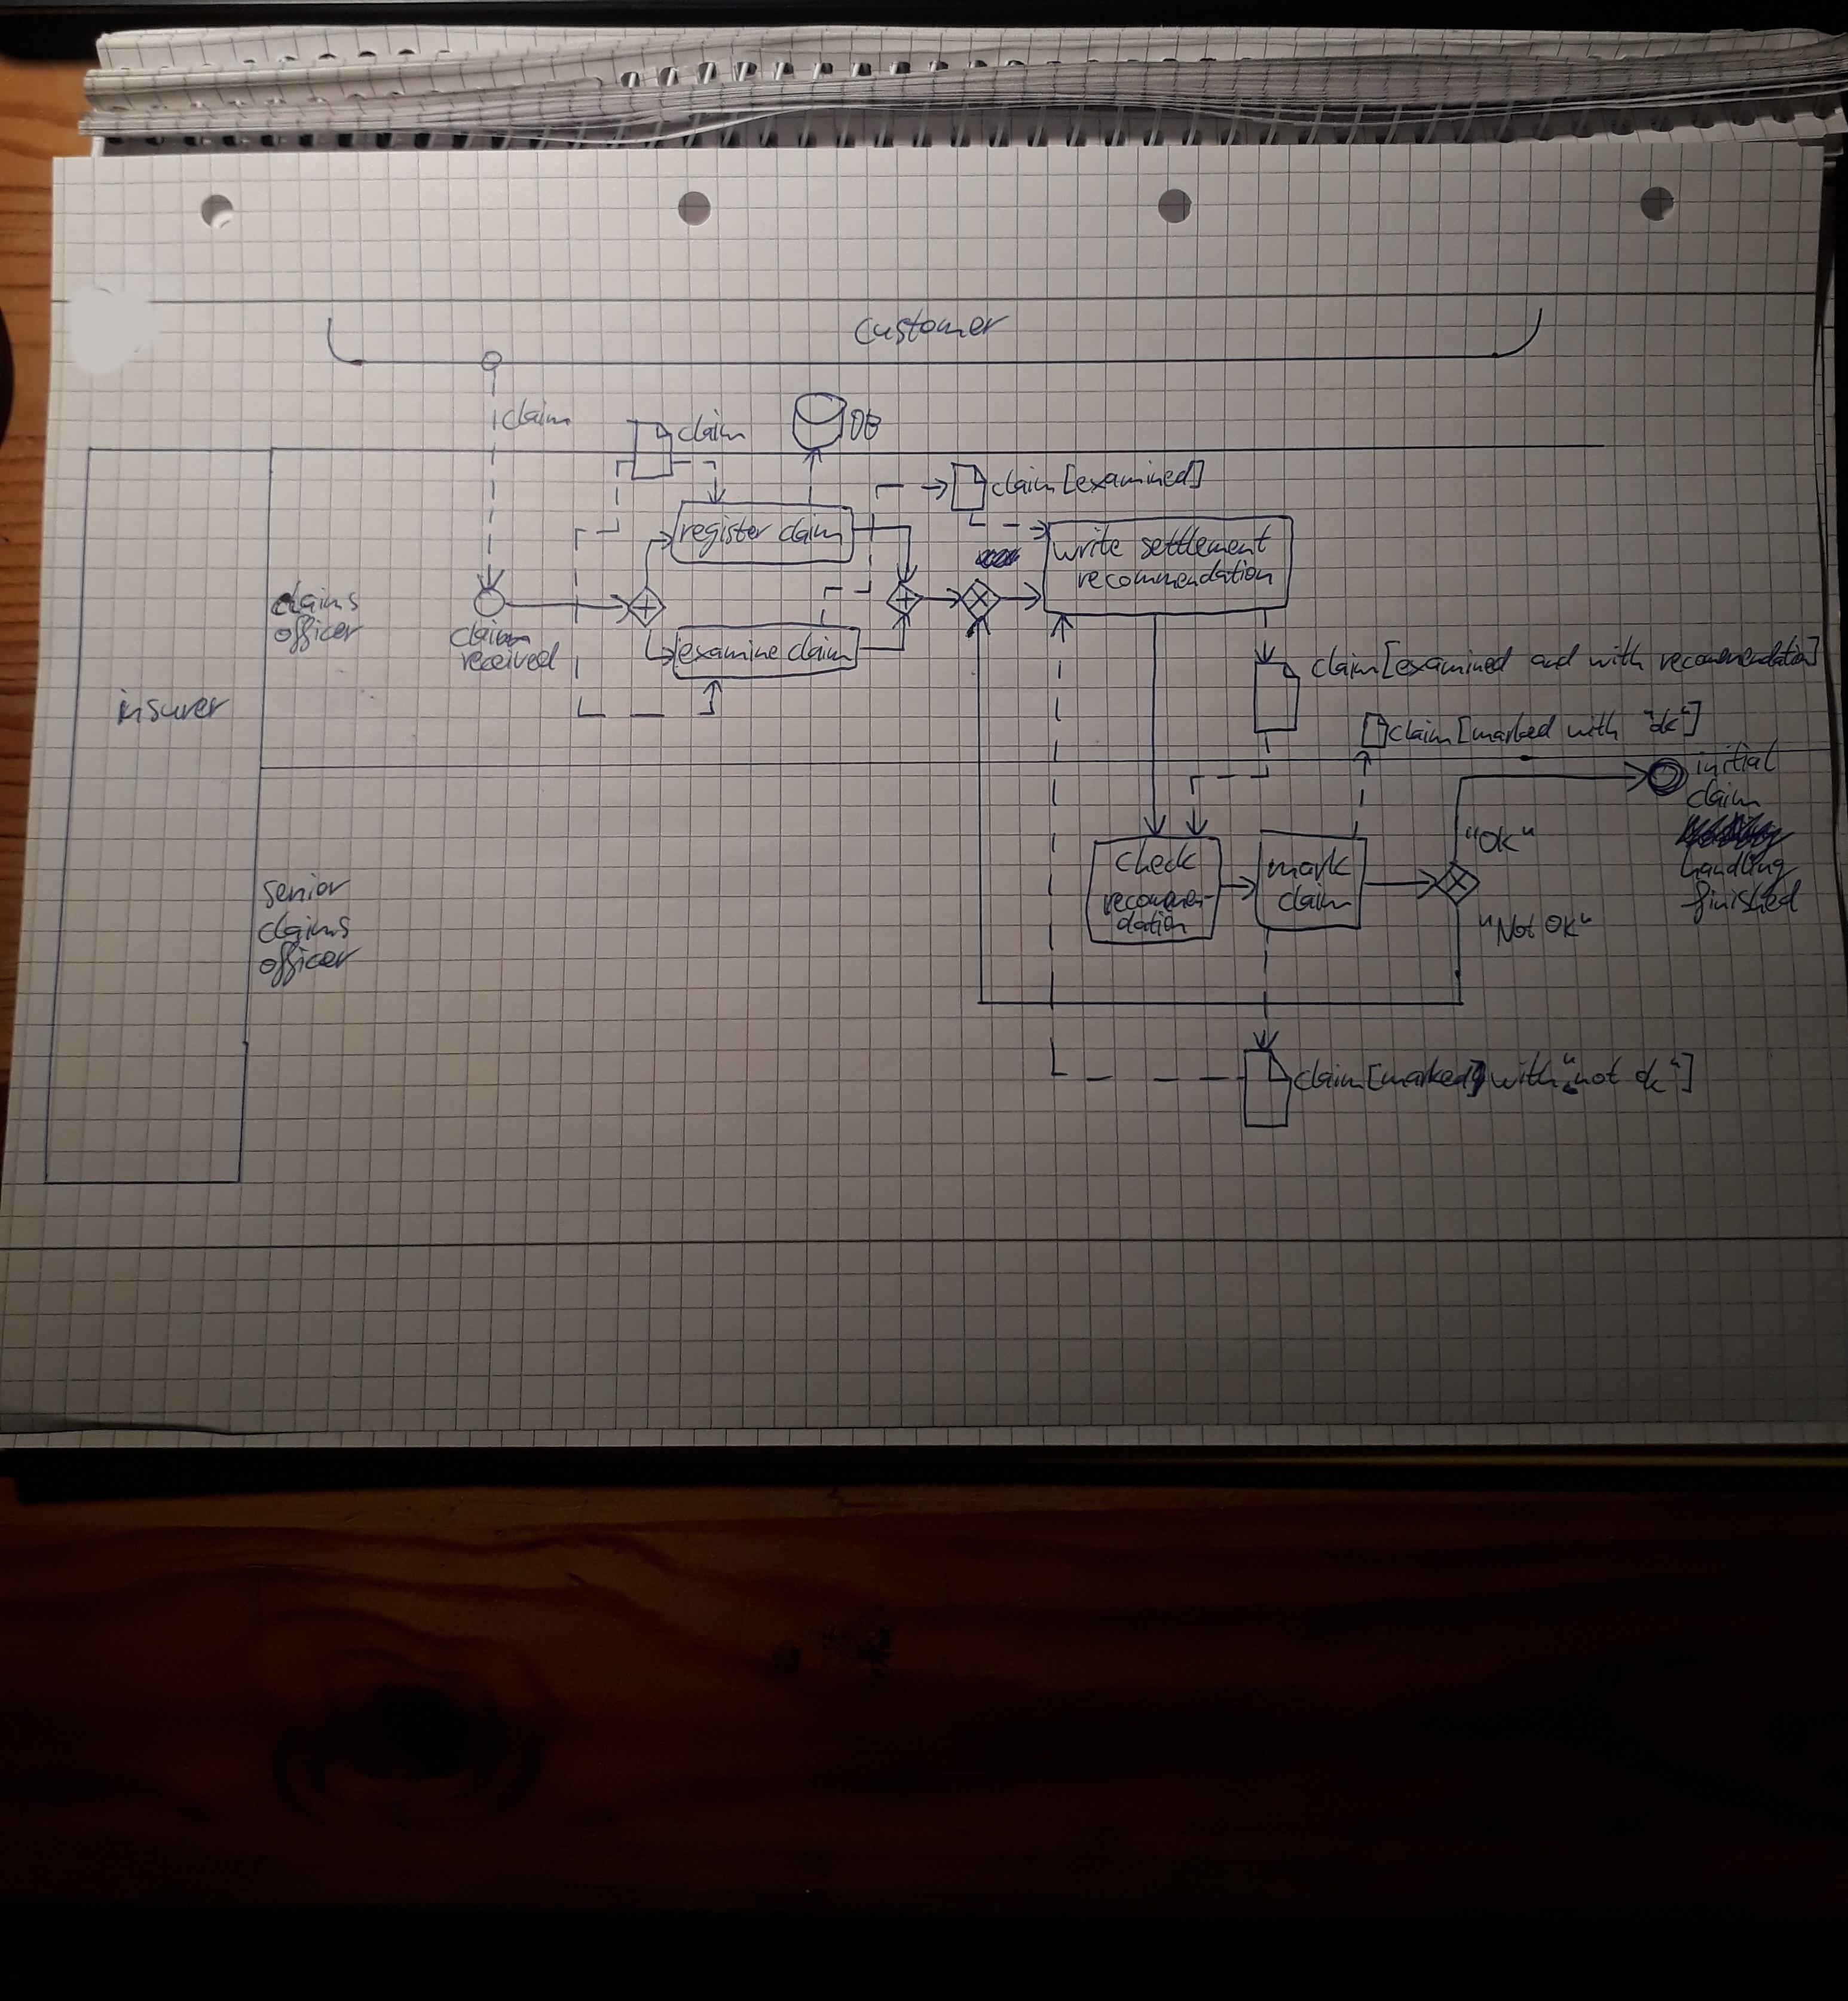 customer
claim
claim
DB
claim [examined]
register claim
write settlement
recommendation
claims
officer
claim
received
examine claim
claim [examined and with recommendation]
insurer
claim [marked with "ok"]
initial
claim
handling
finished
"Ok"
check
recommen-
dation
mark
claim
senior
claims
officer
"Not Ok"
claim [marked with "not ok"]